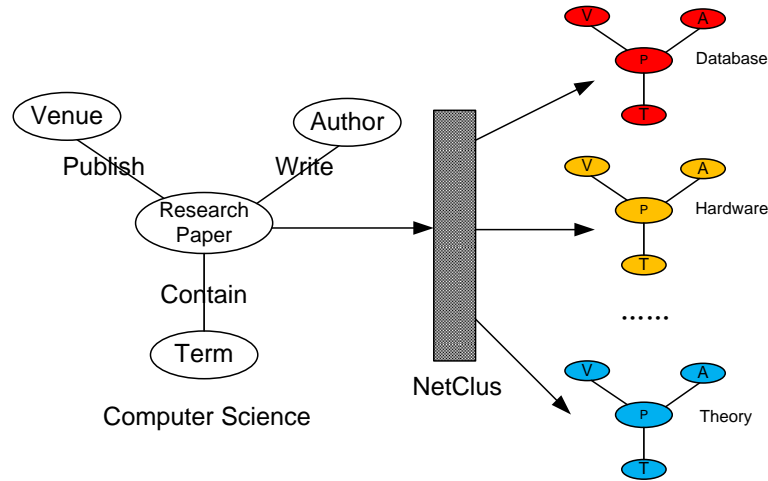 Venue
Author
Publish
Write
Research
Paper
Contain
Term
Computer Science
NetClus
V
A
P
Database
T
V
A
P
Hardware
T
......
V
A
P
Theory
T